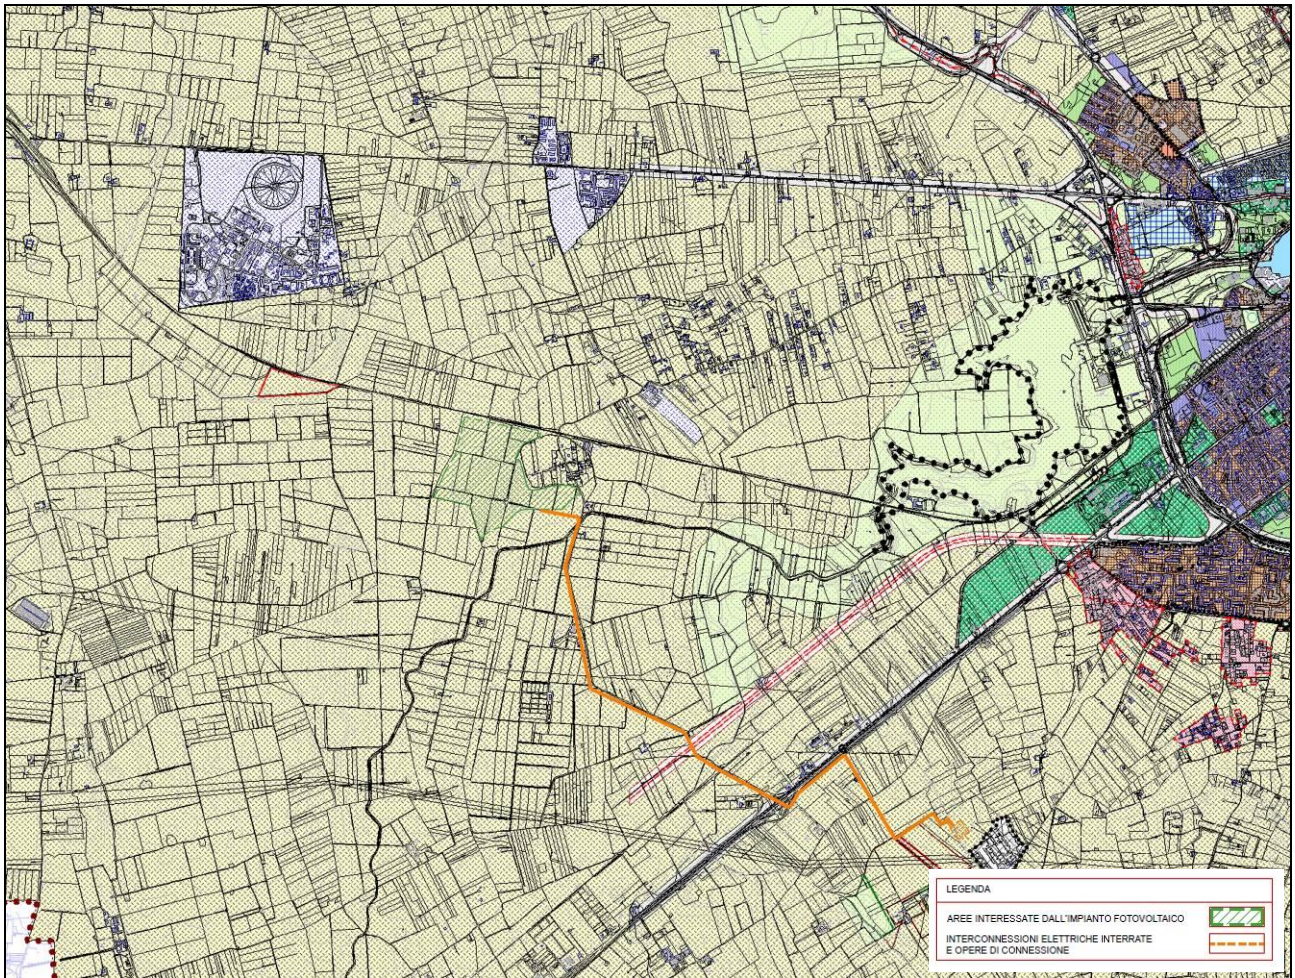 LEGENDA
AREE INTERESSATE DALL'IMPIANTO FOTOVOLTAICO
INTERCONNESSIONI ELETTRICHE INTERRATE
E OPERE DI CONNESSIONE